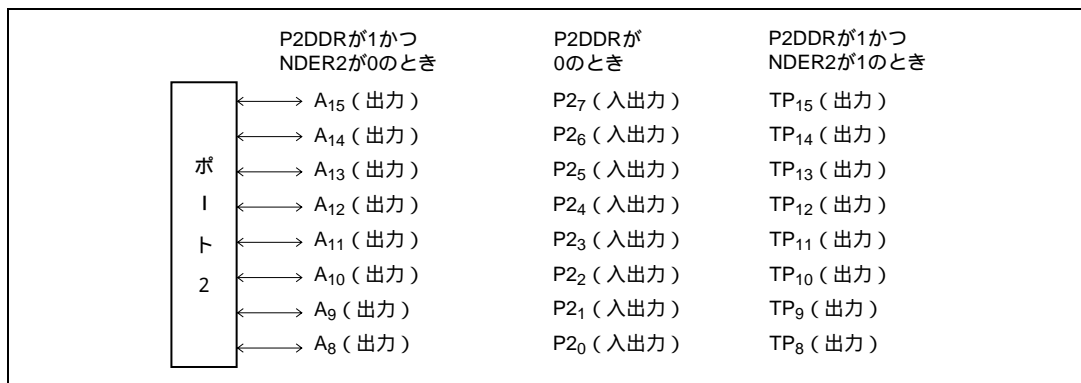 P2DDRが1かつ P2DDRが P2DDRが1かつ
NDER2が0のとき 0のとき NDER2が1のとき
ポート2
A15(出力) P27(入出力) TP15(出力)
A14(出力) P26(入出力) TP14(出力)
A13(出力) P25(入出力) TP13(出力)
A12(出力) P24(入出力) TP12(出力)
A11(出力) P23(入出力) TP11(出力)
A10(出力) P22(入出力) TP10(出力)
A9(出力) P21(入出力) TP9(出力)
A8(出力) P20(入出力) TP8(出力)